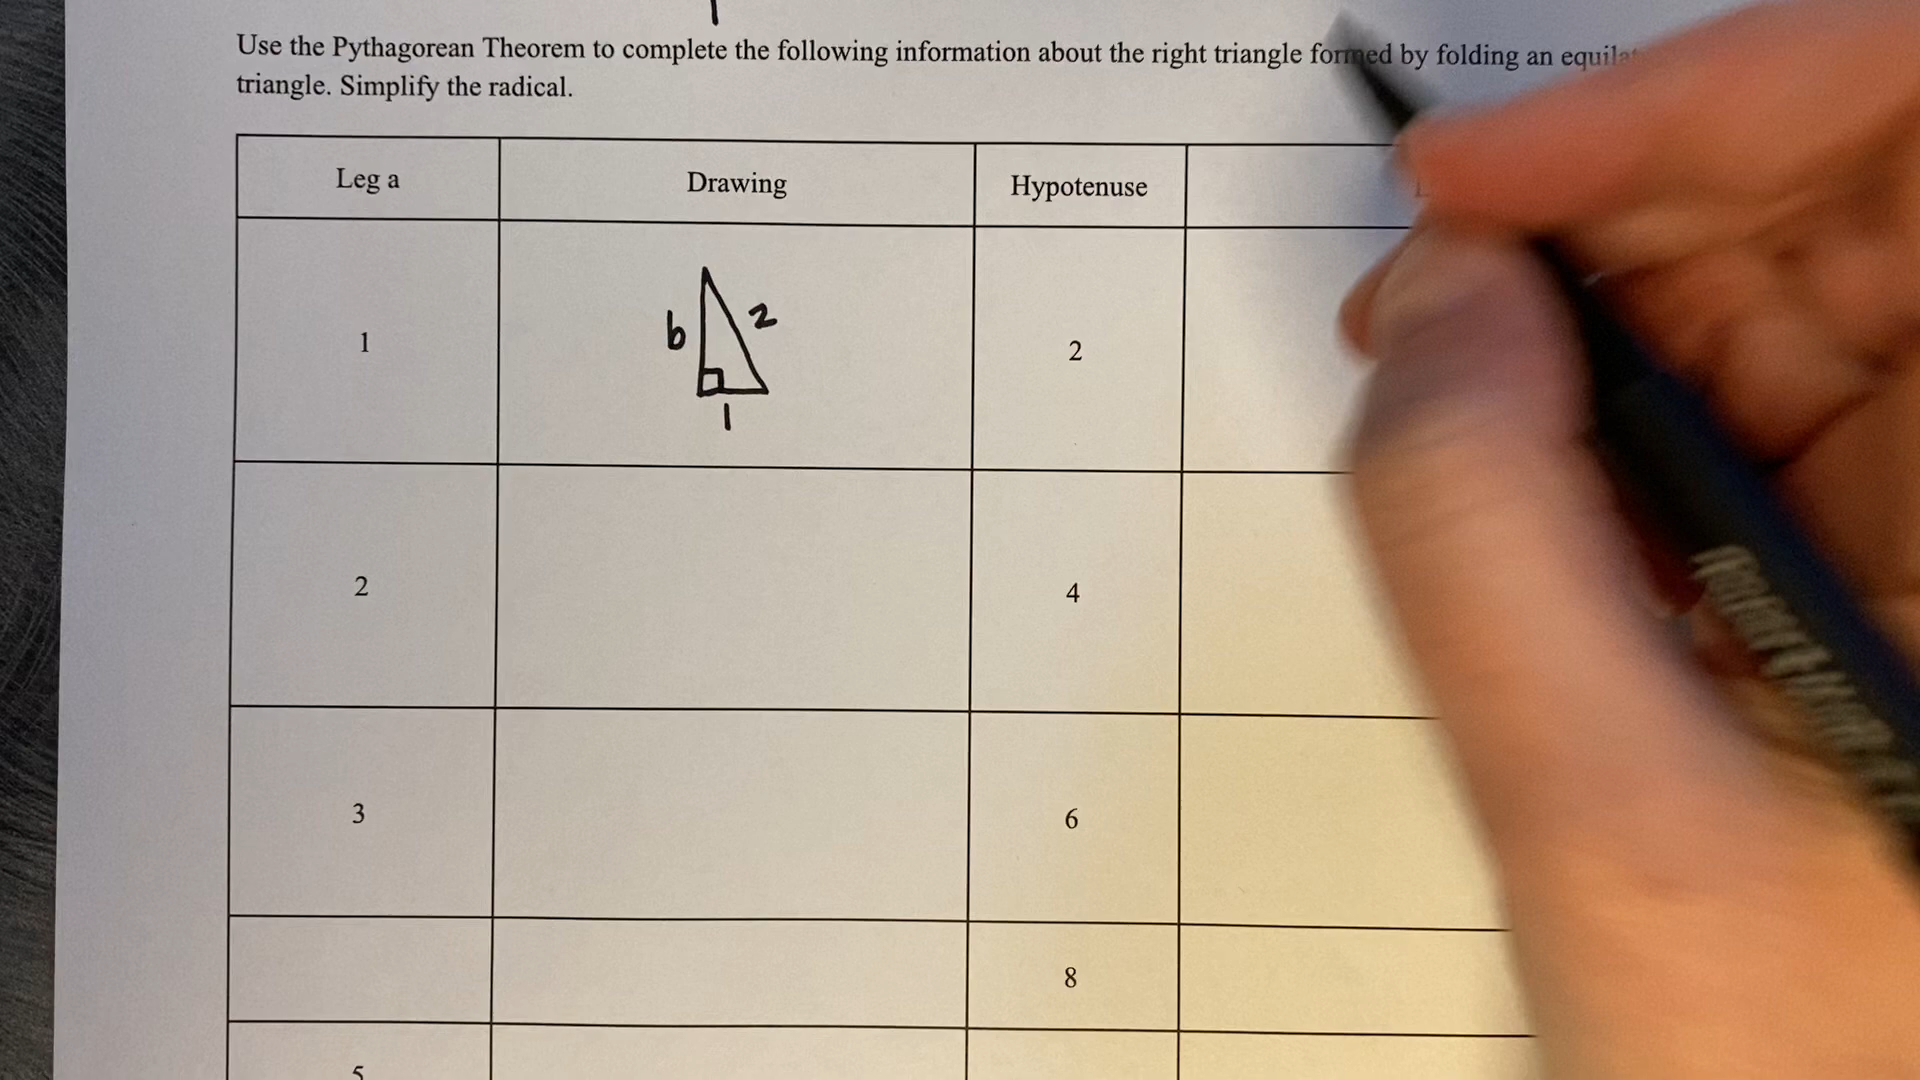 Use the Pythagorean Theorem to complete the following information about the right triangle formed by folding an
triangle. Simplify the radical.
Leg a Drawing Hypotenuse
1 b 2 1 2
2 4
3 6
8
5